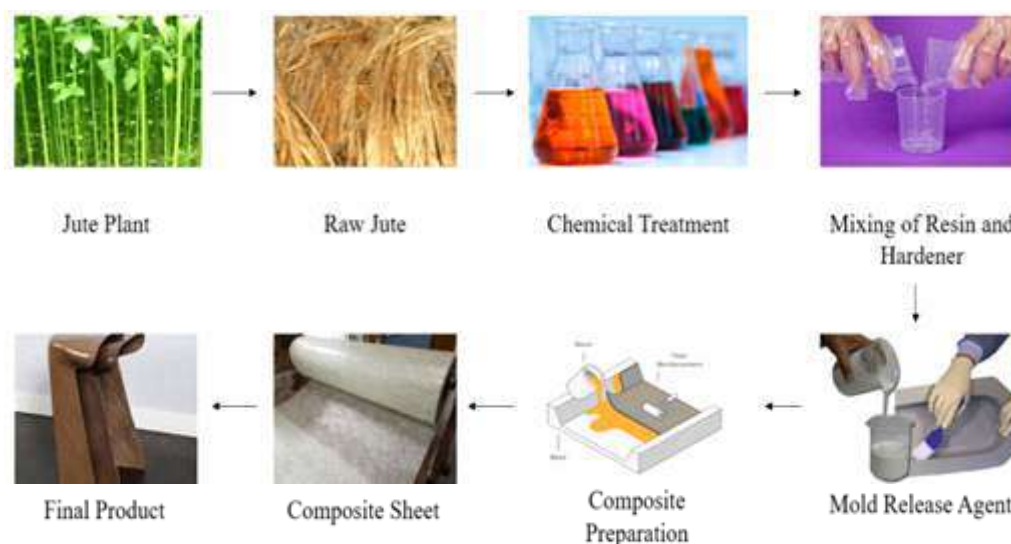 Jute Plant
Raw Jute
Chemical Treatment
Mixing of Resin and
Hardener
Mold Release Agent
Composite
Preparation
Composite Sheet
Final Product